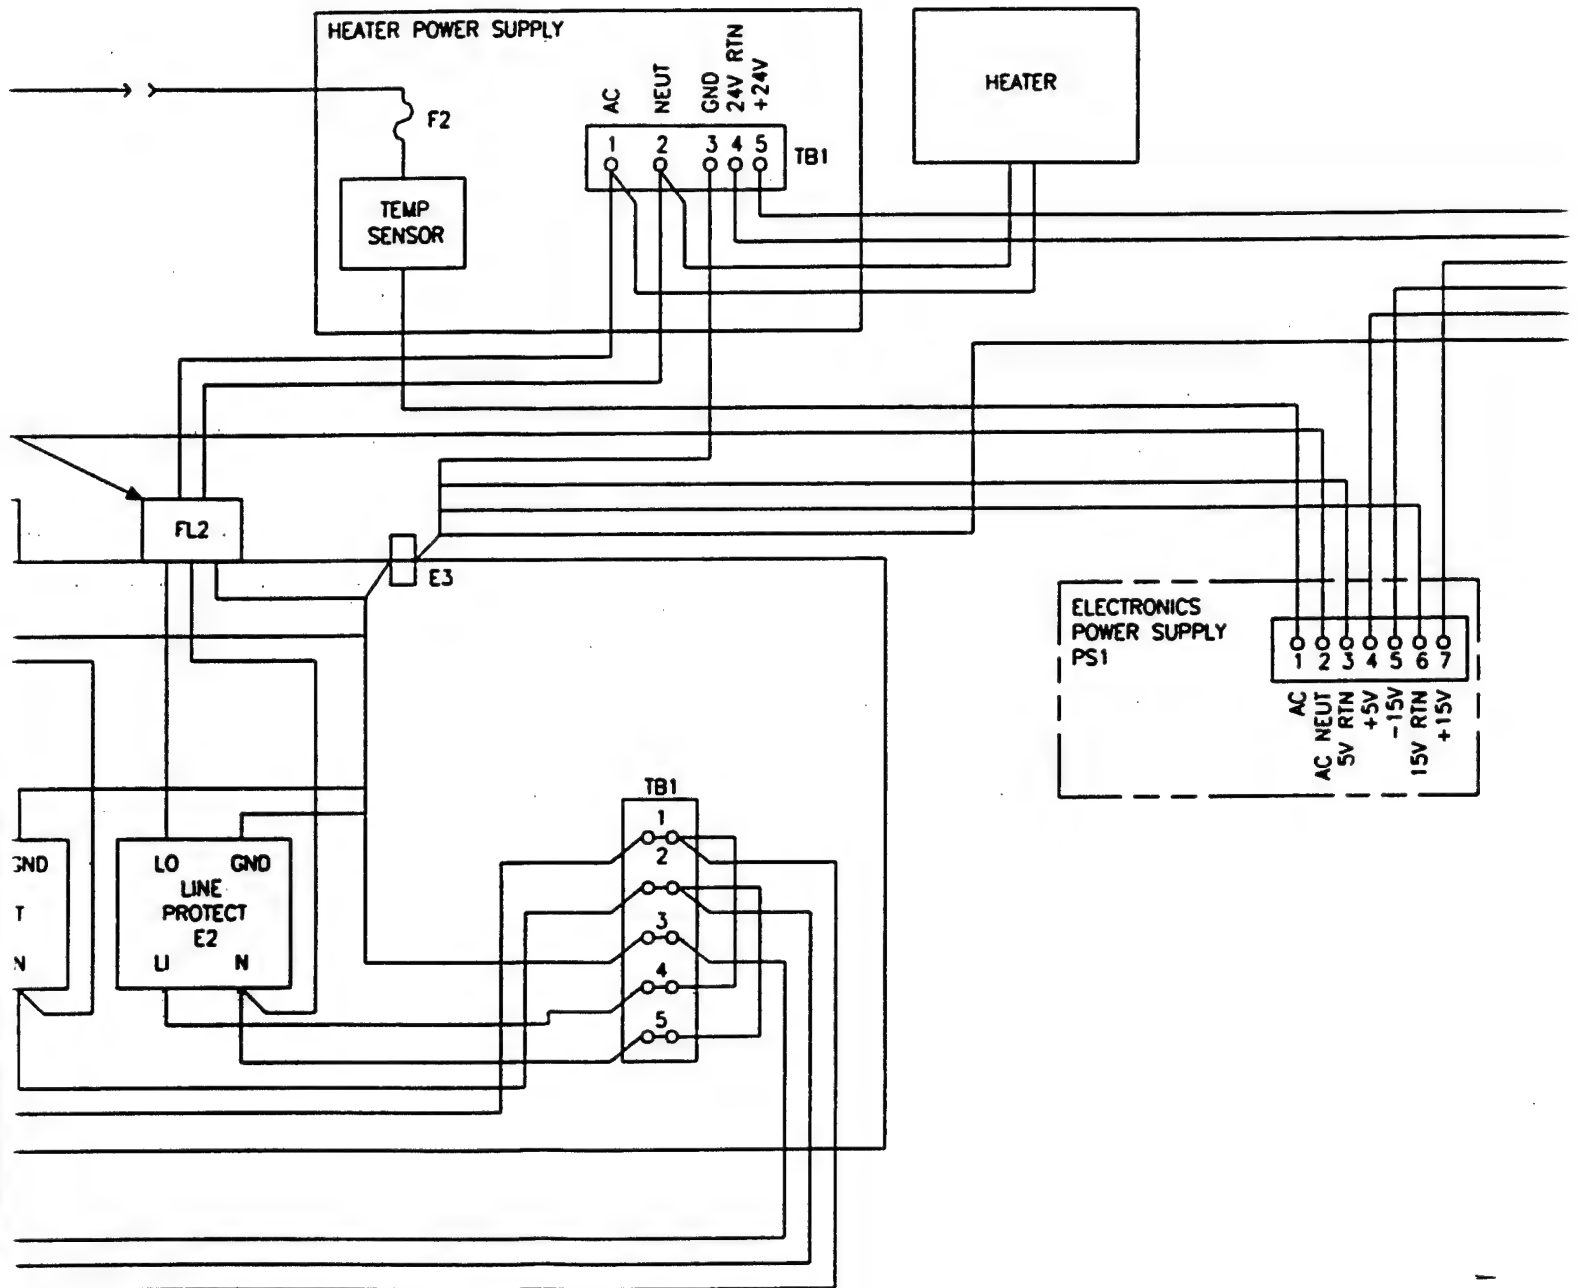 HEATER POWER SUPPLY
F2
TEMP
SENSOR
AC
NEUT
GND
24V RTN
+24V
1 2 3 4 5
TB1
HEATER
FL2
E3
ELECTRONICS
POWER SUPPLY
PS1
1 2 3 4 5 6 7
AC
AC NEUT
5V RTN
+5V
-15V
15V RTN
+15V
GND
T
N
LO GND
LINE
PROTECT
E2
LI N
TB1
1
2
3
4
5